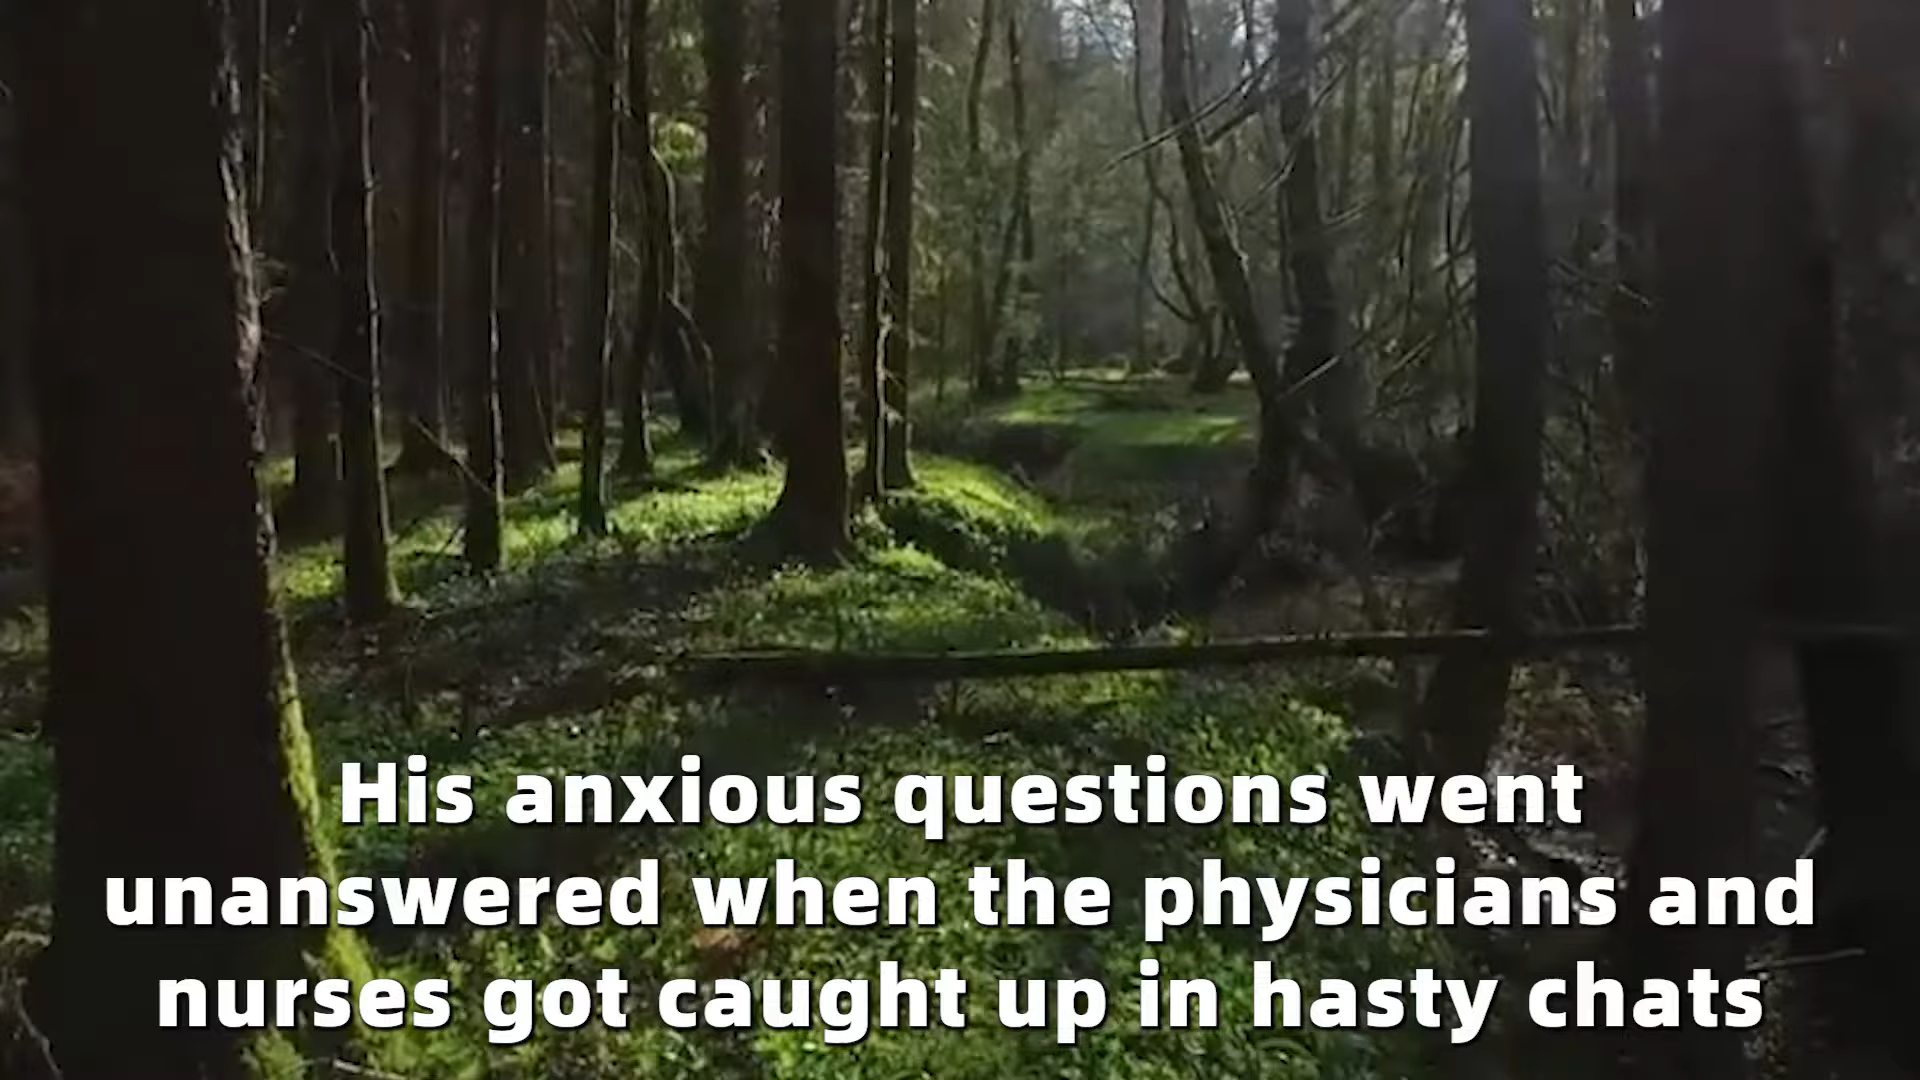 His anxious questions went
unanswered when the physicians and
nurses got caught up in hasty chats